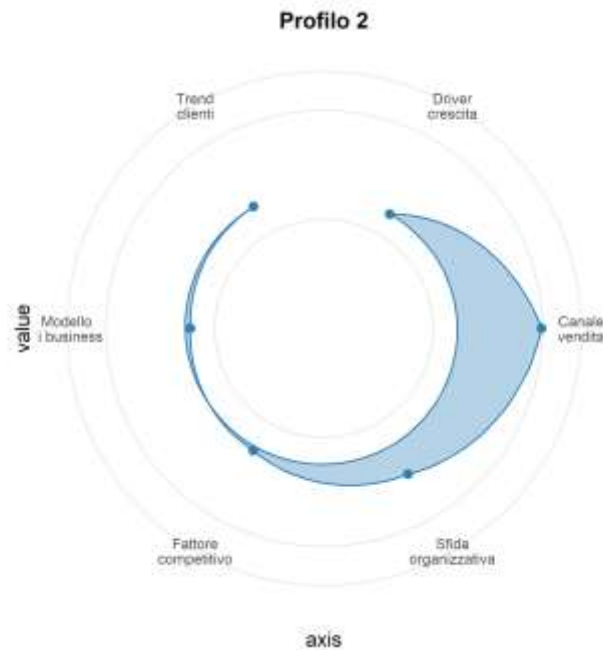 Profilo 2
Trend
clienti
Driver
crescita
value
Modello
i business
Canale
vendita
Fattore
competitivo
Sfida
organizzativa
axis